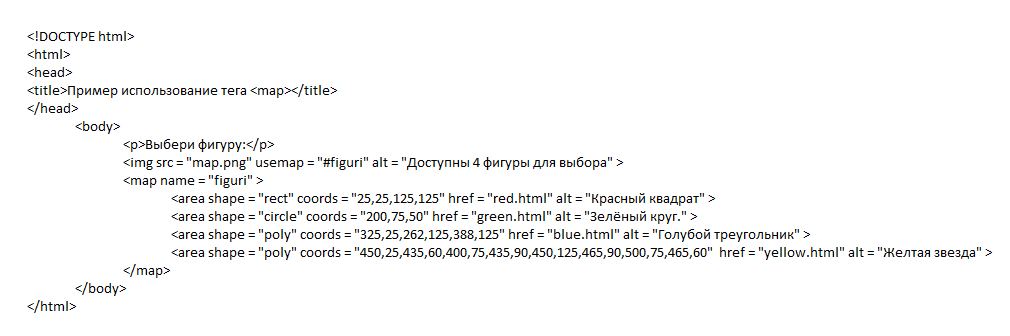 <!DOCTYPE html>
<html>
<head>
<title>Пример использование тега <map></title>
</head>
<body>
<p>Выбери фигуру:</p>
<img src = "map.png" usemap = "#figuri" alt = "Доступны 4 фигуры для выбора" >
<map name = "figuri" >
<area shape = "rect" coords = "25,25,125,125" href = "red.html" alt = "Красный квадрат" >
<area shape = "circle" coords = "200,75,50" href = "green.html" alt = "Зелёный круг." >
<area shape = "poly" coords = "325,25,262,125,388,125" href = "blue.html" alt = "Голубой треугольник" >
<area shape = "poly" coords = "450,25,435,60,400,75,435,90,450,125,465,90,500,75,465,60"  href = "yellow.html" alt = "Желтая звезда" >
</map>
</body>
</html>